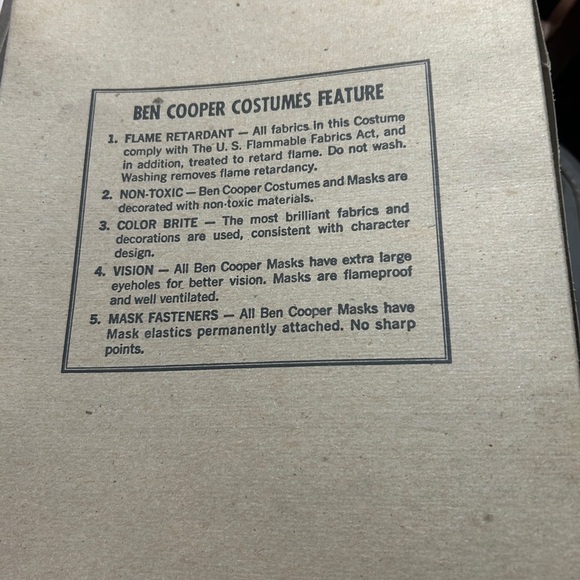 BEN COOPER COSTUMES FEATURE
1. FLAME RETARDANT — All fabrics in this Costume
comply with The U. S. Flammable Fabrics Act, and
in addition, treated to retard flame. Do not wash.
Washing removes flame retardancy.
2. NON-TOXIC — Ben Cooper Costumes and Masks are
decorated with non-toxic materials.
3. COLOR BRITE — The most brilliant fabrics and
decorations are used, consistent with character
design.
4. VISION — All Ben Cooper Masks have extra large
eyeholes for better vision. Masks are flameproof
and well ventilated.
5. MASK FASTENERS — All Ben Cooper Masks have
Mask elastics permanently attached. No sharp
points.